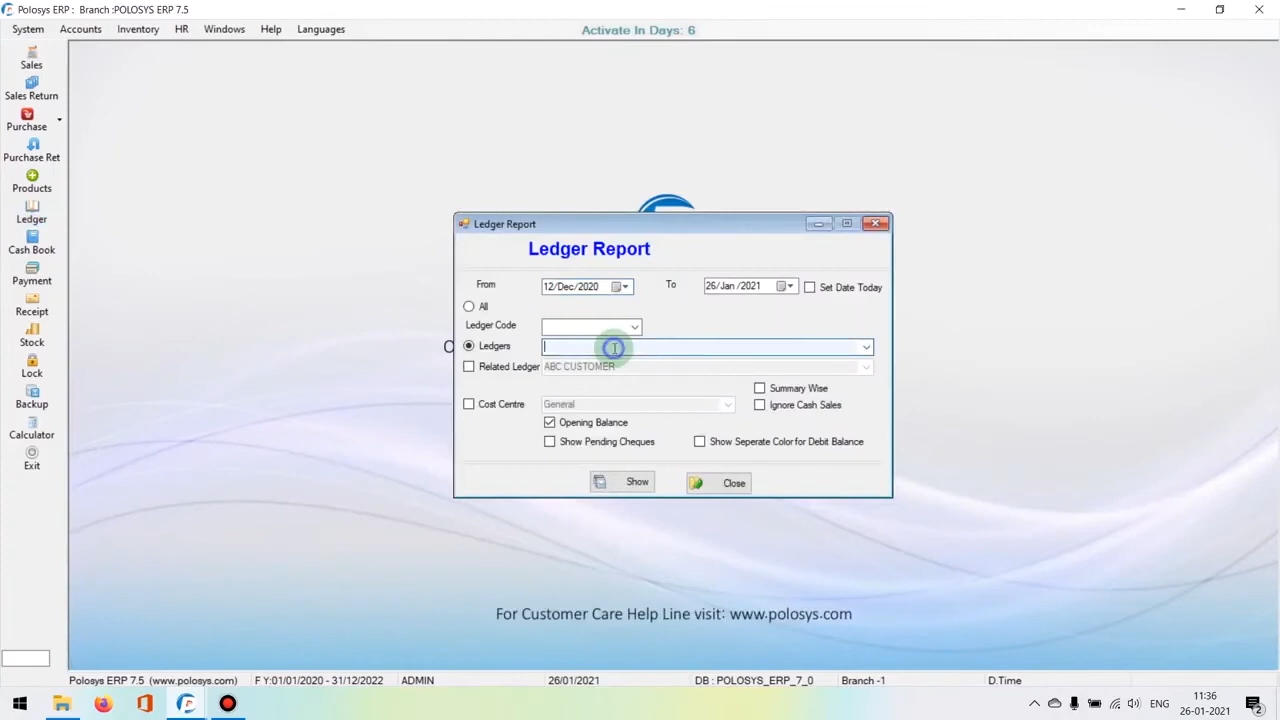 Polosys ERP : Branch :POLOSYS ERP 7.5
System Accounts Inventory HR Windows Help Languages
Activate In Days: 6
Sales
Sales Return
Purchase
Purchase Ret
Products
Ledger
Cash Book
Payment
Receipt
Stock
Lock
Backup
Calculator
Exit
Ledger Report
Ledger Report
From 12/Dec/2020 To 26/Jan /2021 Set Date Today
All
Ledger Code
Ledgers
Related Ledger ABC CUSTOMER
Summary Wise
Cost Centre General Ignore Cash Sales
Opening Balance
Show Pending Cheques Show Seperate Color for Debit Balance
Show Close
For Customer Care Help Line visit: www.polosys.com
Polosys ERP 7.5 (www.polosys.com) F Y:01/01/2020 - 31/12/2022 ADMIN 26/01/2021 DB : POLOSYS_ERP_7_0 Branch -1 D.Time
ENG
11:36
26-01-2021
2